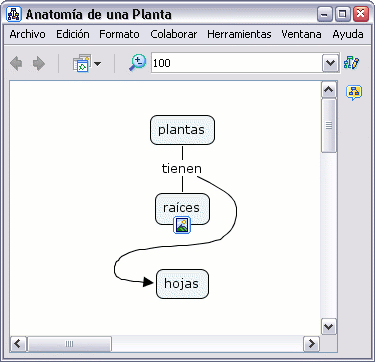 Anatomía de una Planta
Archivo Edición Formato Colaborar Herramientas Ventana Ayuda
100
plantas
tienen
raíces
hojas